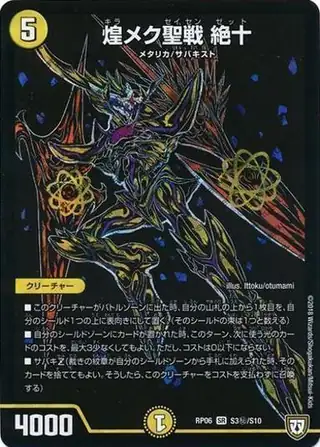 5
キラ
セイセン
ゼット
煌メク聖戦 絶十
メタリカ/サバキスト
illus. Ittoku/otumami
クリーチャー
■このクリーチャーがバトルゾーンに出た時、自分の山札の上から1枚目を、
自分のシールド1つの上に表向きにして置く。(そのシールドの束は1つと数える)
■自分のシールドゾーンにカードが置かれた時、このターン、次に使う光のカード
のコストを、最大3少なくしてもよい。ただし、コストは0以下にはならない。
■サバキZ(裁きの紋章が自分のシールドゾーンから手札に加えられた時、その
カードを捨ててもよい。そうしたら、このクリーチャーをコストを支払わずに召喚
する)
4000
1
RP06 SR S3㊙/S10